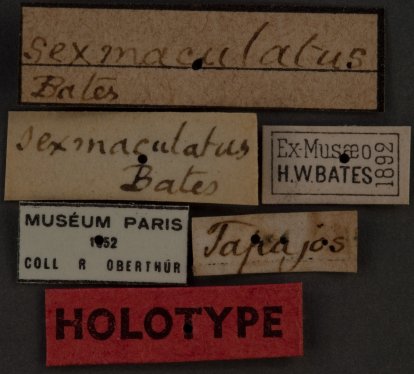 sexmaculatus
Bates
sexmaculatus
Bates
Ex-Musæo
H.W.BATES
1892
MUSÉUM PARIS
1952
COLL R OBERTHÜR
Tapajos
HOLOTYPE